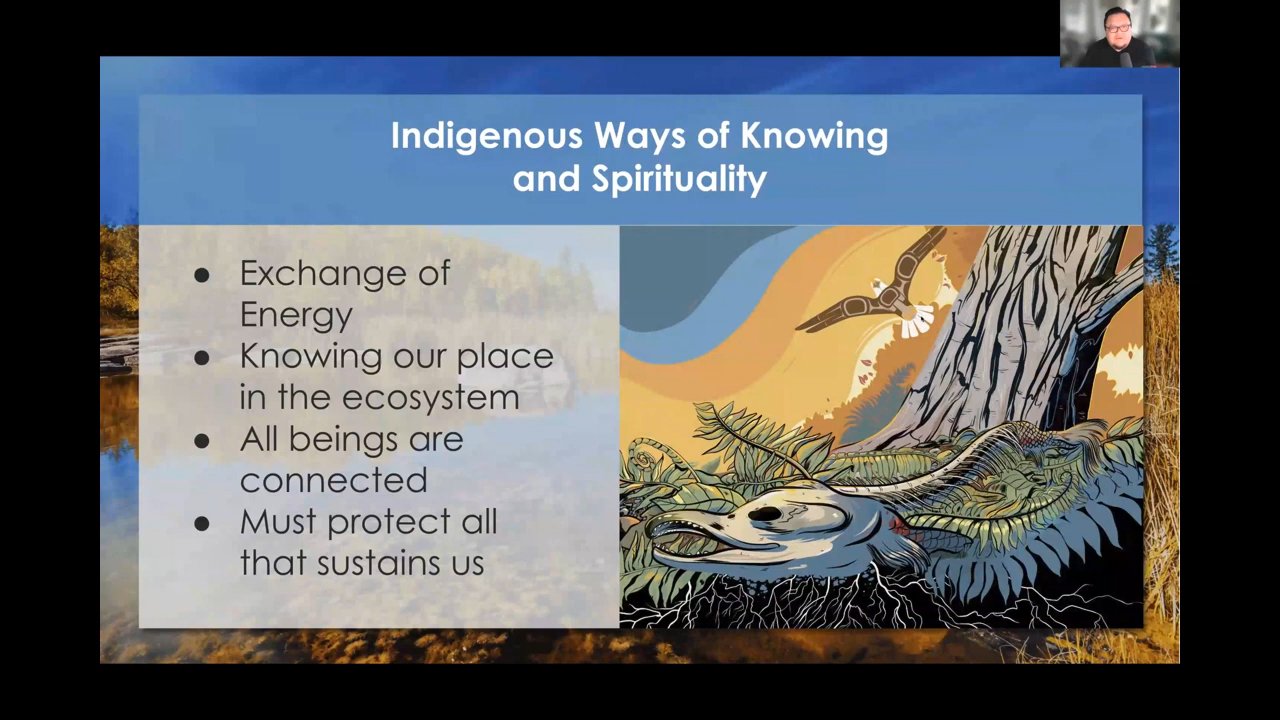 Indigenous Ways of Knowing
and Spirituality
● Exchange of
Energy
● Knowing our place
in the ecosystem
● All beings are
connected
● Must protect all
that sustains us